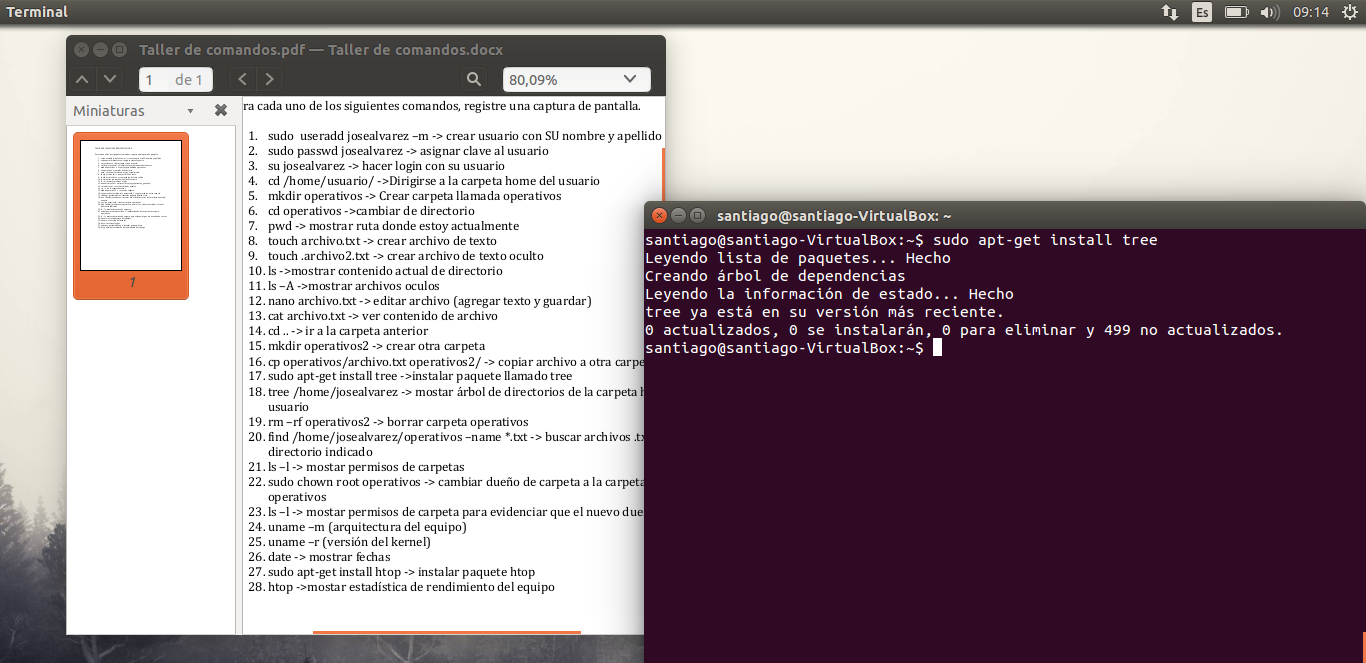 Terminal
Es
09:14
Taller de comandos.pdf — Taller de comandos.docx
1 de 1
80,09%
Miniaturas
1
ra cada uno de los siguientes comandos, registre una captura de pantalla.
1. sudo useradd josealvarez –m -> crear usuario con SU nombre y apellido
2. sudo passwd josealvarez -> asignar clave al usuario
3. su josealvarez -> hacer login con su usuario
4. cd /home/usuario/ ->Dirigirse a la carpeta home del usuario
5. mkdir operativos -> Crear carpeta llamada operativos
6. cd operativos ->cambiar de directorio
7. pwd -> mostrar ruta donde estoy actualmente
8. touch archivo.txt -> crear archivo de texto
9. touch .archivo2.txt -> crear archivo de texto oculto
10. ls ->mostrar contenido actual de directorio
11. ls –A ->mostrar archivos oculos
12. nano archivo.txt -> editar archivo (agregar texto y guardar)
13. cat archivo.txt -> ver contenido de archivo
14. cd .. -> ir a la carpeta anterior
15. mkdir operativos2 -> crear otra carpeta
16. cp operativos/archivo.txt operativos2/ -> copiar archivo a otra carpe
17. sudo apt-get install tree ->instalar paquete llamado tree
18. tree /home/josealvarez -> mostar árbol de directorios de la carpeta h
usuario
19. rm –rf operativos2 -> borrar carpeta operativos
20. find /home/josealvarez/operativos –name *.txt -> buscar archivos .tx
directorio indicado
21. ls –l -> mostar permisos de carpetas
22. sudo chown root operativos -> cambiar dueño de carpeta a la carpeta
operativos
23. ls –l -> mostar permisos de carpeta para evidenciar que el nuevo due
24. uname –m (arquitectura del equipo)
25. uname –r (versión del kernel)
26. date -> mostrar fechas
27. sudo apt-get install htop -> instalar paquete htop
28. htop ->mostar estadística de rendimiento del equipo
santiago@santiago-VirtualBox: ~
santiago@santiago-VirtualBox:~$ sudo apt-get install tree
Leyendo lista de paquetes... Hecho
Creando árbol de dependencias
Leyendo la información de estado... Hecho
tree ya está en su versión más reciente.
0 actualizados, 0 se instalarán, 0 para eliminar y 499 no actualizados.
santiago@santiago-VirtualBox:~$